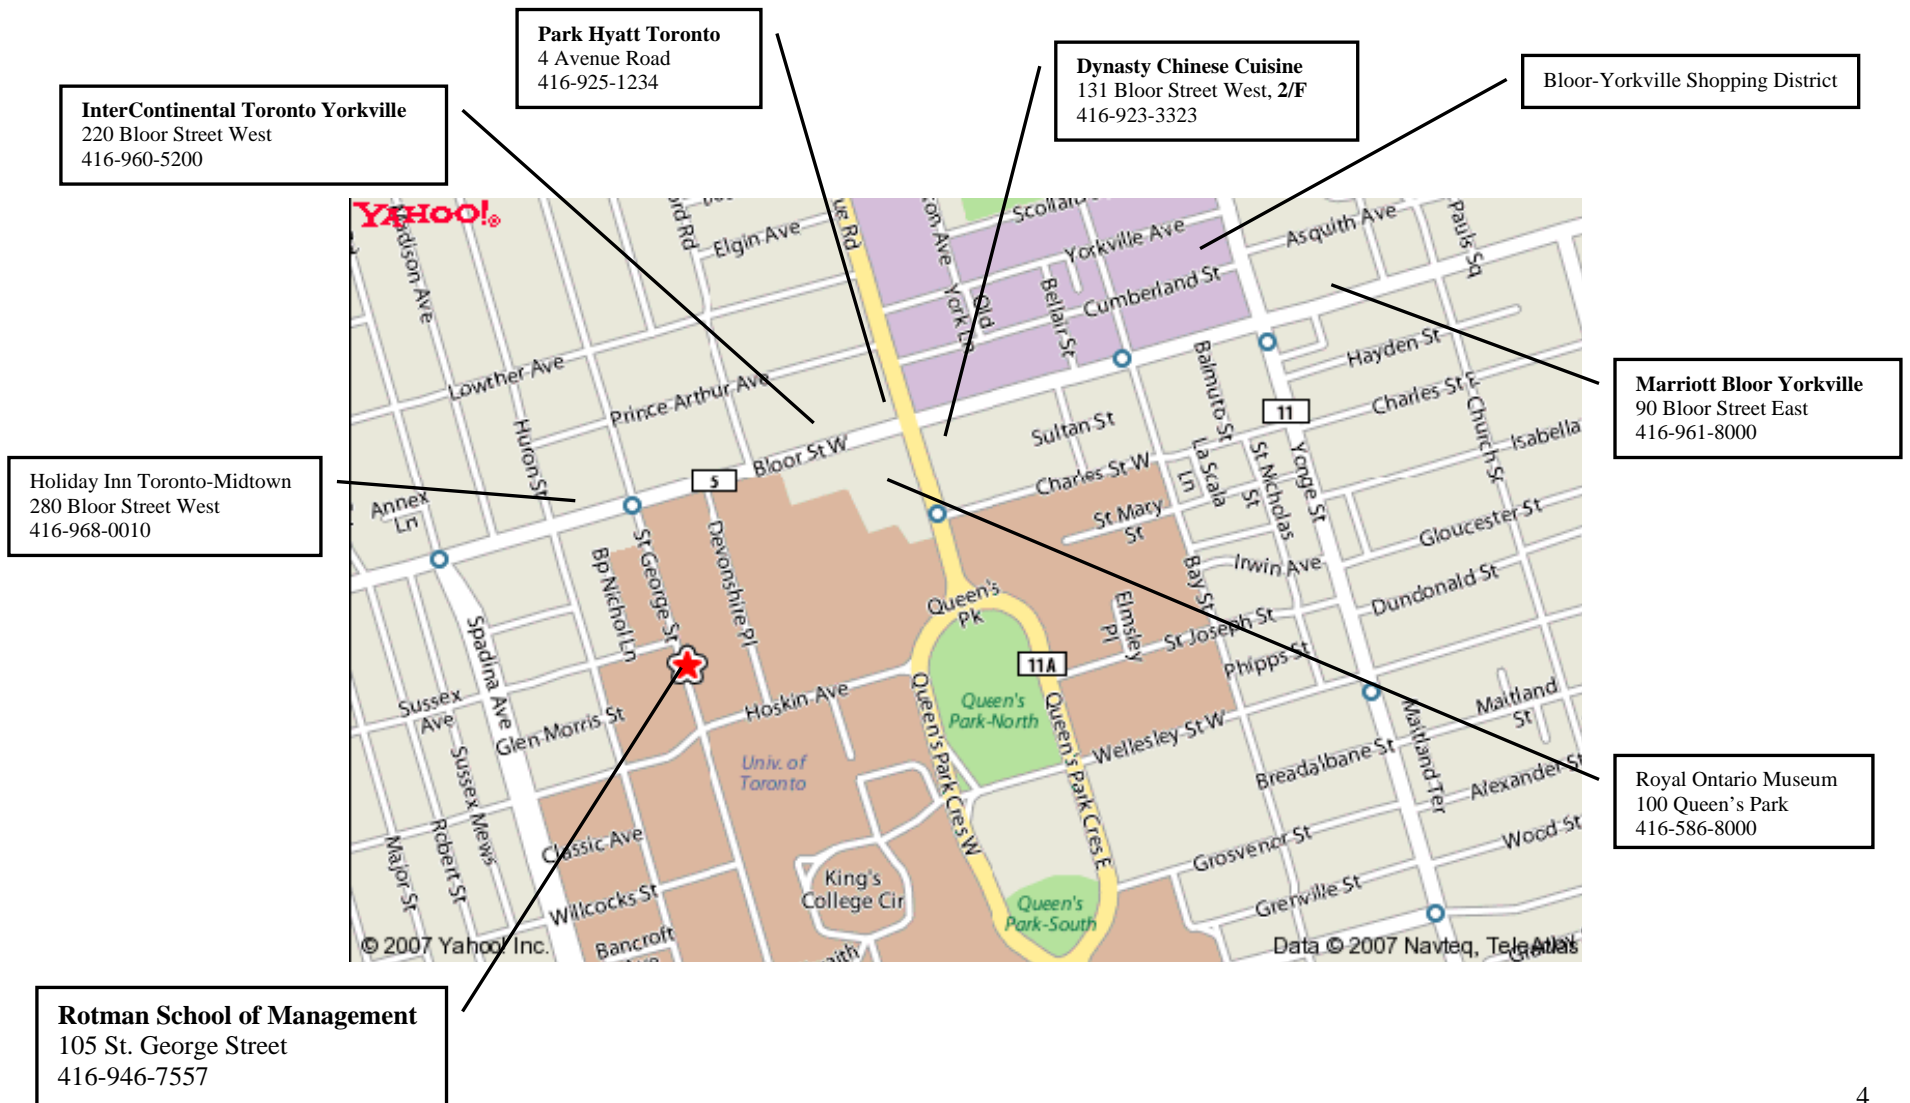 Park Hyatt Toronto
4 Avenue Road
416-925-1234
Dynasty Chinese Cuisine
131 Bloor Street West, 2/F
416-923-3323
Bloor-Yorkville Shopping District
InterContinental Toronto Yorkville
220 Bloor Street West
416-960-5200
YAHOO!®
Madison Ave
Elgin Ave
Yorkville Ave
Asquith Ave
Pauls Sq
York Ln
Old
Bellair St
Cumberland St
Lowther Ave
Prince Arthur Ave
Huron St
Bloor St W
Sultan St
Balmuto St
Hayden St
Charles St E
11
Marriott Bloor Yorkville
90 Bloor Street East
416-961-8000
Holiday Inn Toronto-Midtown
280 Bloor Street West
416-968-0010
Annex
Ln
5
Charles St W
La Scala
Ln
St Nicholas
St
Yonge St
Church St
Isabella
St Mary
St
Gloucester St
St George St
Bp Nichol Ln
Devonshire Pl
Bay St
Irwin Ave
Dundonald St
Queen's
Pk
Elmsley
Pl
St Joseph St
Phipps St
11A
Spadina Ave
Sussex
Ave
Glen Morris St
Hoskin Ave
Queen's
Park-North
Queen's Park Cres W
Queen's Park Cres E
Wellesley St W
Maitland
St
Maitland Ter
Breadalbane St
Alexander St
Univ. of
Toronto
Sussex Mews
Robert St
Major St
Classic Ave
Willcocks St
Bancroft
King's
College Cir
Queen's
Park-South
Grosvenor St
Grenville St
Wood St
Royal Ontario Museum
100 Queen's Park
416-586-8000
© 2007 Yahoo! Inc.
Data © 2007 Navteq, TeleAtlas
Rotman School of Management
105 St. George Street
416-946-7557
4